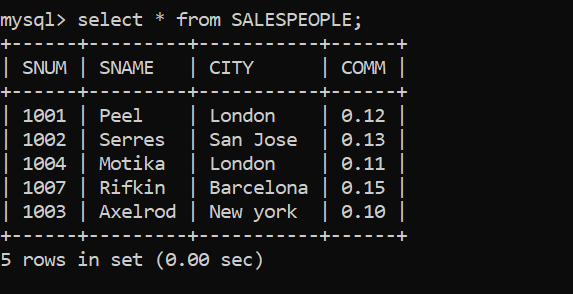 mysql> select * from SALESPEOPLE;
+------+---------+-----------+------+
| SNUM | SNAME   | CITY      | COMM |
+------+---------+-----------+------+
| 1001 | Peel    | London    | 0.12 |
| 1002 | Serres  | San Jose  | 0.13 |
| 1004 | Motika  | London    | 0.11 |
| 1007 | Rifkin  | Barcelona | 0.15 |
| 1003 | Axelrod | New york  | 0.10 |
+------+---------+-----------+------+
5 rows in set (0.00 sec)